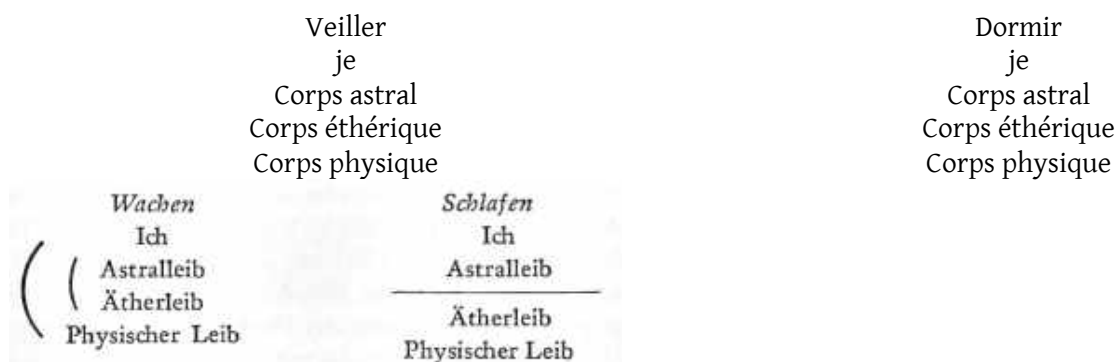 Veiller
je
Corps astral
Corps éthérique
Corps physique
Dormir
je
Corps astral
Corps éthérique
Corps physique
Wachen
Ich
Astralleib
Ätherleib
Physischer Leib
Schlafen
Ich
Astralleib
Ätherleib
Physischer Leib